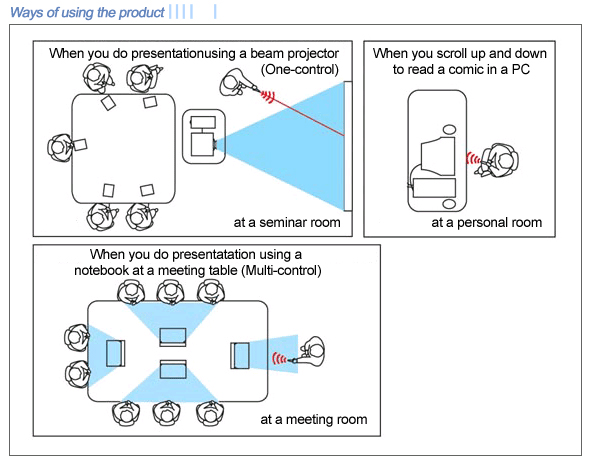 Ways of using the product
When you do presentationusing a beam projector
(One-control)
at a seminar room
When you scroll up and down
to read a comic in a PC
at a personal room
When you do presentatation using a
notebook at a meeting table (Multi-control)
at a meeting room